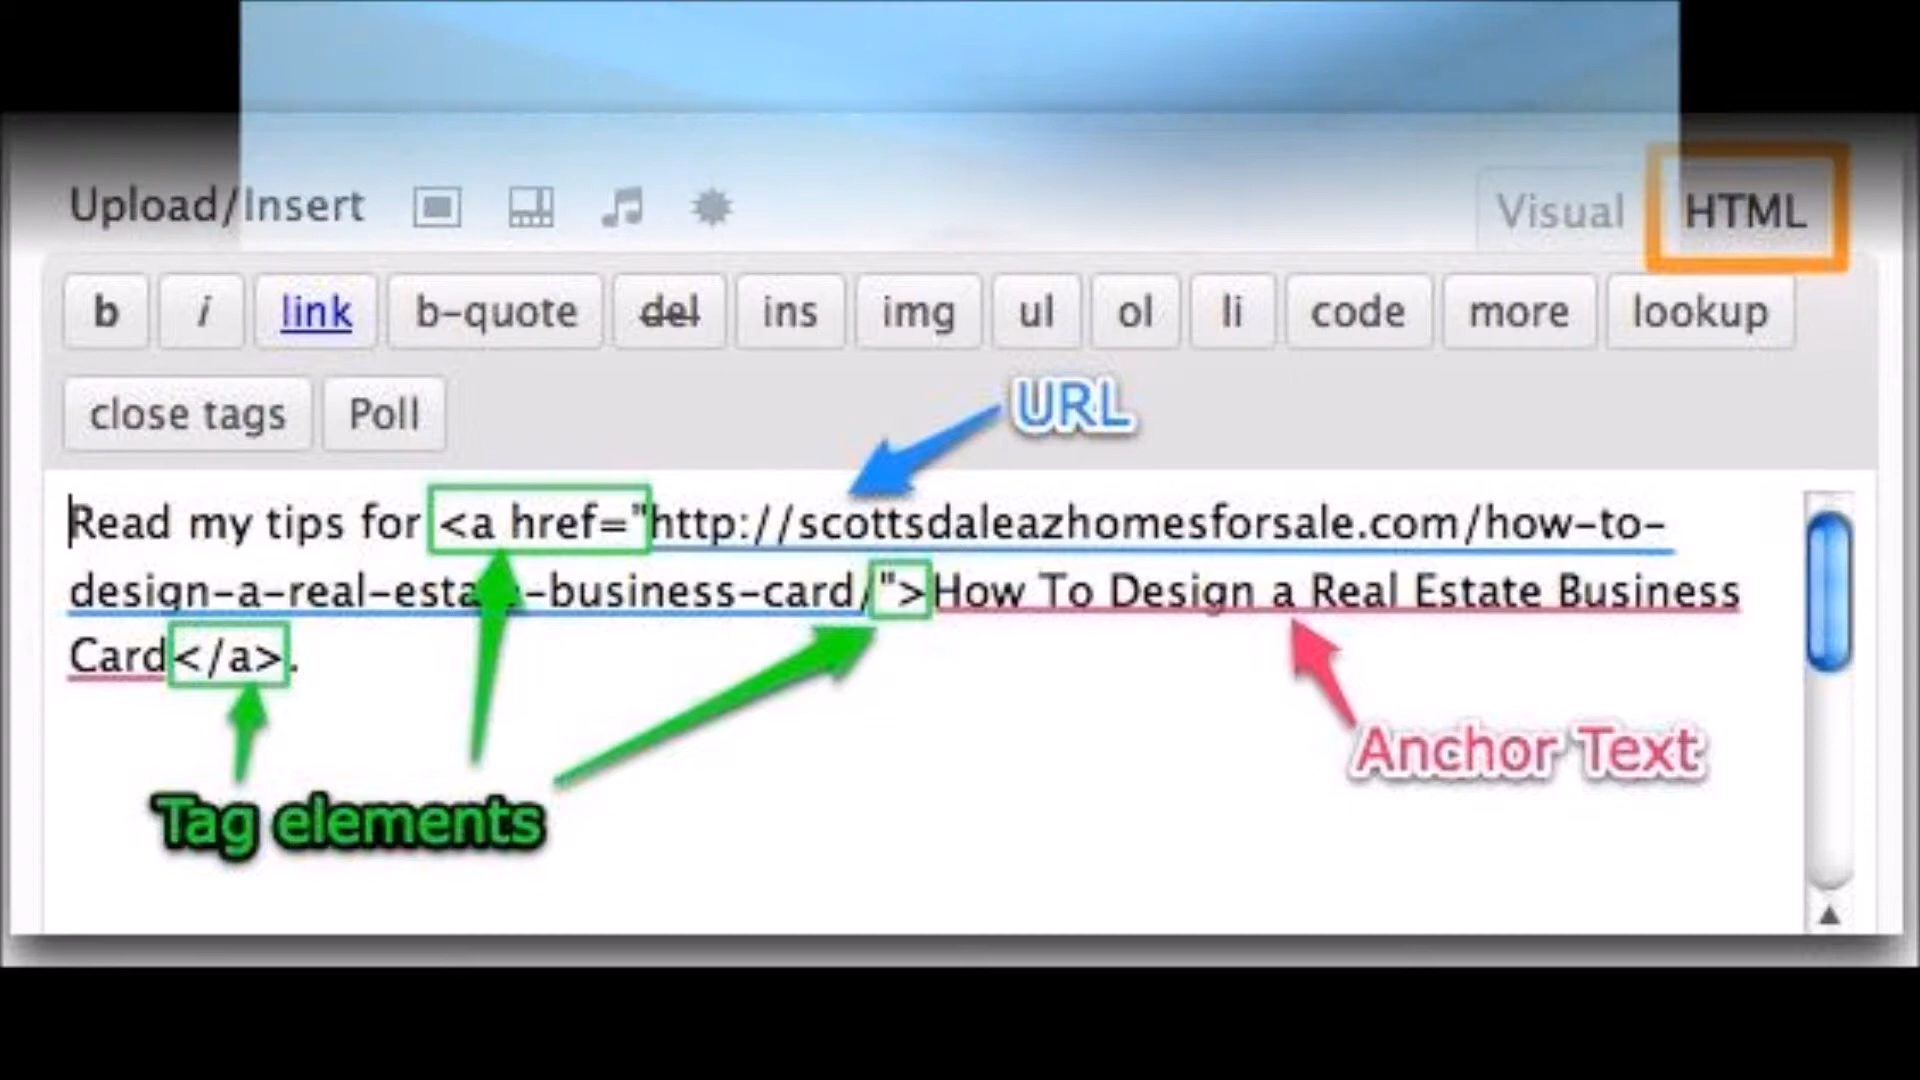 Upload/Insert Visual HTML
b i link b-quote del ins img ul ol li code more lookup
close tags Poll
URL
Read my tips for <a href="http://scottsdaleazhomesforsale.com/how-to-
design-a-real-estate-business-card/">How To Design a Real Estate Business
Card</a>.
Anchor Text
Tag elements